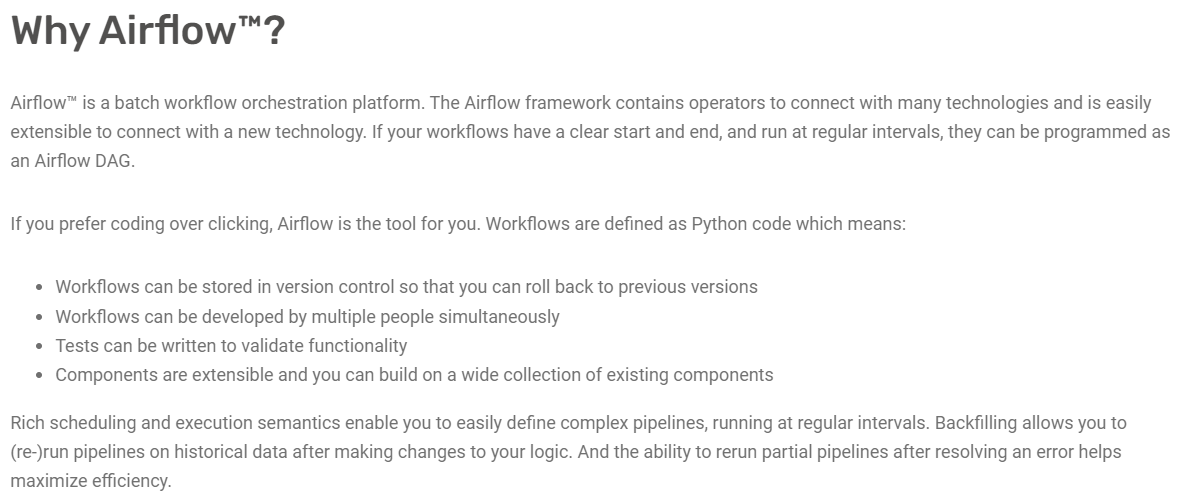 Why Airflow™?
Airflow™ is a batch workflow orchestration platform. The Airflow framework contains operators to connect with many technologies and is easily
extensible to connect with a new technology. If your workflows have a clear start and end, and run at regular intervals, they can be programmed as
an Airflow DAG.
If you prefer coding over clicking, Airflow is the tool for you. Workflows are defined as Python code which means:
• Workflows can be stored in version control so that you can roll back to previous versions
• Workflows can be developed by multiple people simultaneously
• Tests can be written to validate functionality
• Components are extensible and you can build on a wide collection of existing components
Rich scheduling and execution semantics enable you to easily define complex pipelines, running at regular intervals. Backfilling allows you to
(re-)run pipelines on historical data after making changes to your logic. And the ability to rerun partial pipelines after resolving an error helps
maximize efficiency.